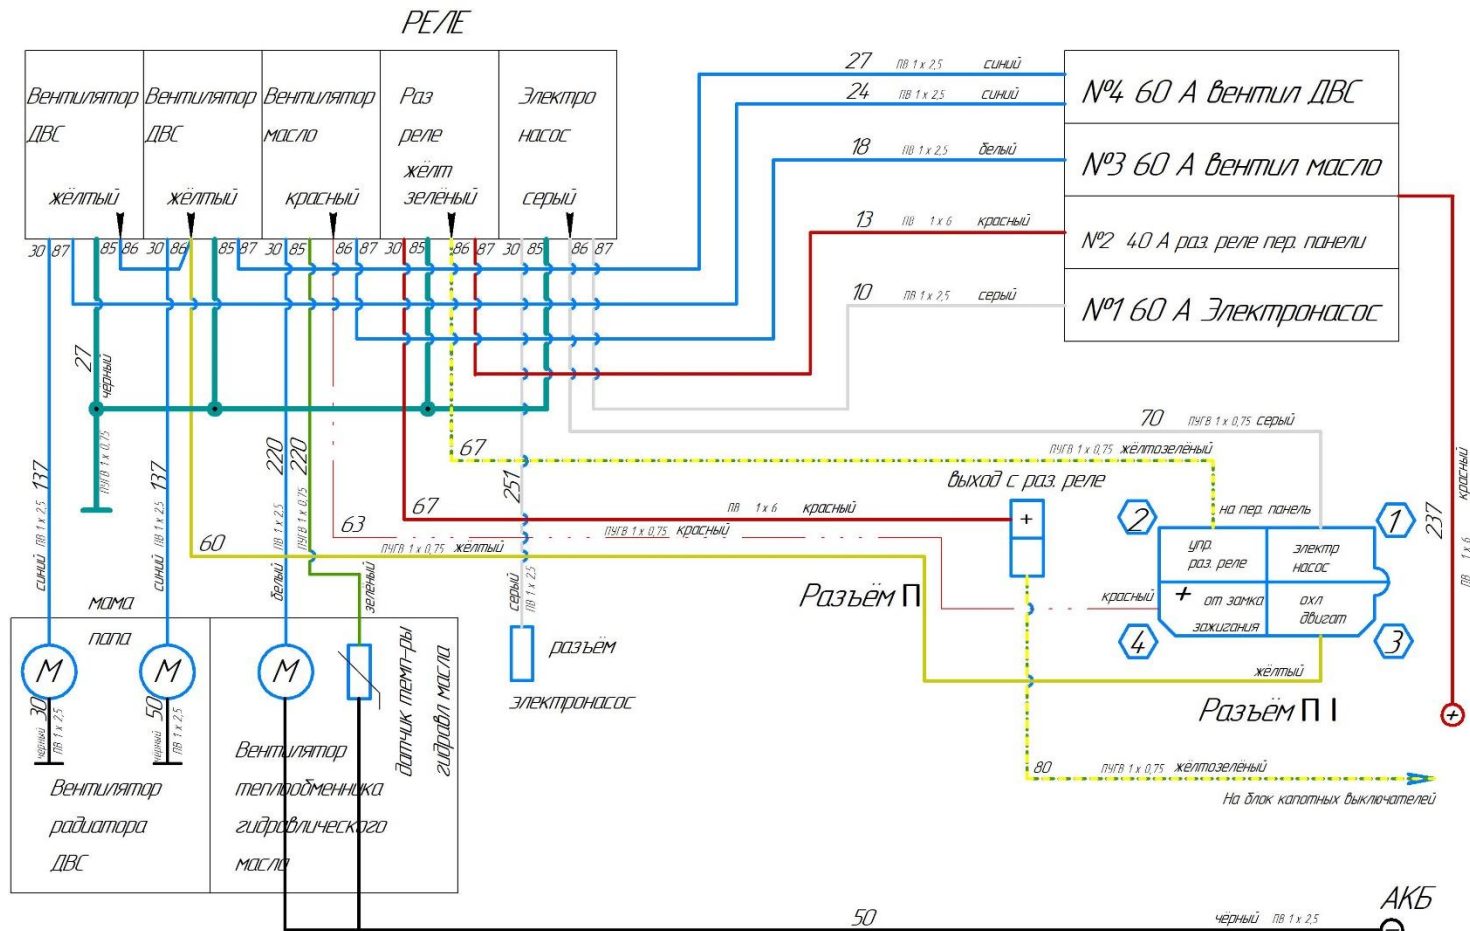 РЕЛЕ
Вентилятор
ДВС
жёлтый
Вентилятор
ДВС
жёлтый
Вентилятор
масло
красный
Раз
реле
жёлт
зелёный
Электро
насос
серый
30 87 85 86
30 86 85 87
30 85 86 87
30 85 86 87
30 85 86 87
27 ПВ 1 х 2,5 синий
24 ПВ 1 х 2,5 синий
18 ПВ 1 х 2,5 белый
13 ПВ 1 х 6 красный
10 ПВ 1 х 2,5 серый
№4 60 А вентил ДВС
№3 60 А вентил масло
№2 40 А раз. реле пер. панели
№1 60 А Электронасос
27
чёрный
ПУГВ 1 х 0,75
70 ПУГВ 1 х 0,75 серый
67 ПУГВ 1 х 0,75 жёлтозелёный
выход с раз. реле
67 ПВ 1 х 6 красный
63 ПУГВ 1 х 0,75 красный
60 ПУГВ 1 х 0,75 жёлтый
синий ПВ 1 х 2,5 137
синий ПВ 1 х 2,5 137
220
ПВ 1 х 2,5
белый
220
ПУГВ 1 х 0,75
зелёный
251
серый
ПВ 1 х 2,5
+
Разъём П
2
на пер. панель
1
упр.
раз. реле
электр
насос
красный
+ от замка
зажигания
охл
двигат
4
3
жёлтый
Разъём П I
237
красный
ПВ 1 х 6
+
80 ПУГВ 1 х 0,75 жёлтозелёный
На блок капотных выключателей
мама
папа
М
М
М
чёрный 30
ПВ 1 х 2,5
чёрный 50
ПВ 1 х 2,5
Вентилятор
радиатора
ДВС
Вентилятор
теплообменника
гидравлического
масла
датчик темп-ры
гидравл масла
разъём
электронасос
50 чёрный ПВ 1 х 2,5
АКБ
−